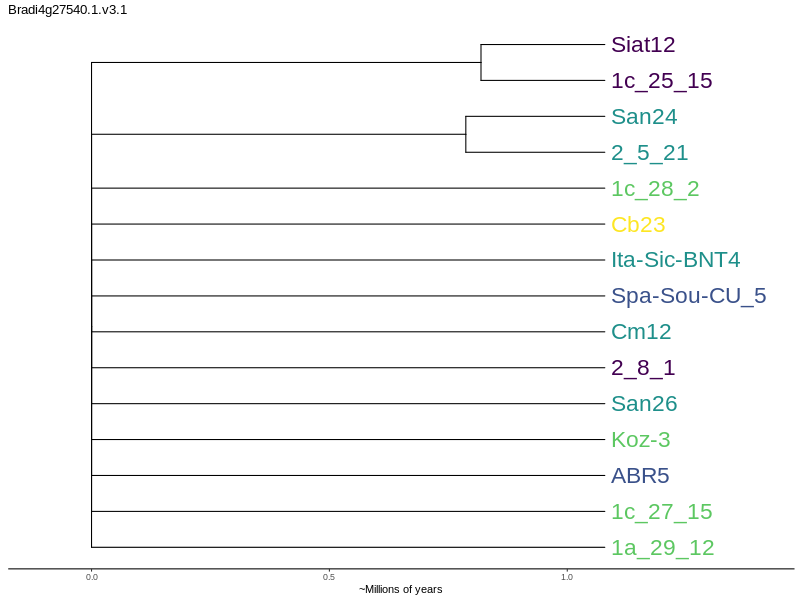 Bradi4g27540.1.v3.1
Siat12
1c_25_15
San24
2_5_21
1c_28_2
Cb23
Ita-Sic-BNT4
Spa-Sou-CU_5
Cm12
2_8_1
San26
Koz-3
ABR5
1c_27_15
1a_29_12
0.0 0.5 1.0
~Millions of years